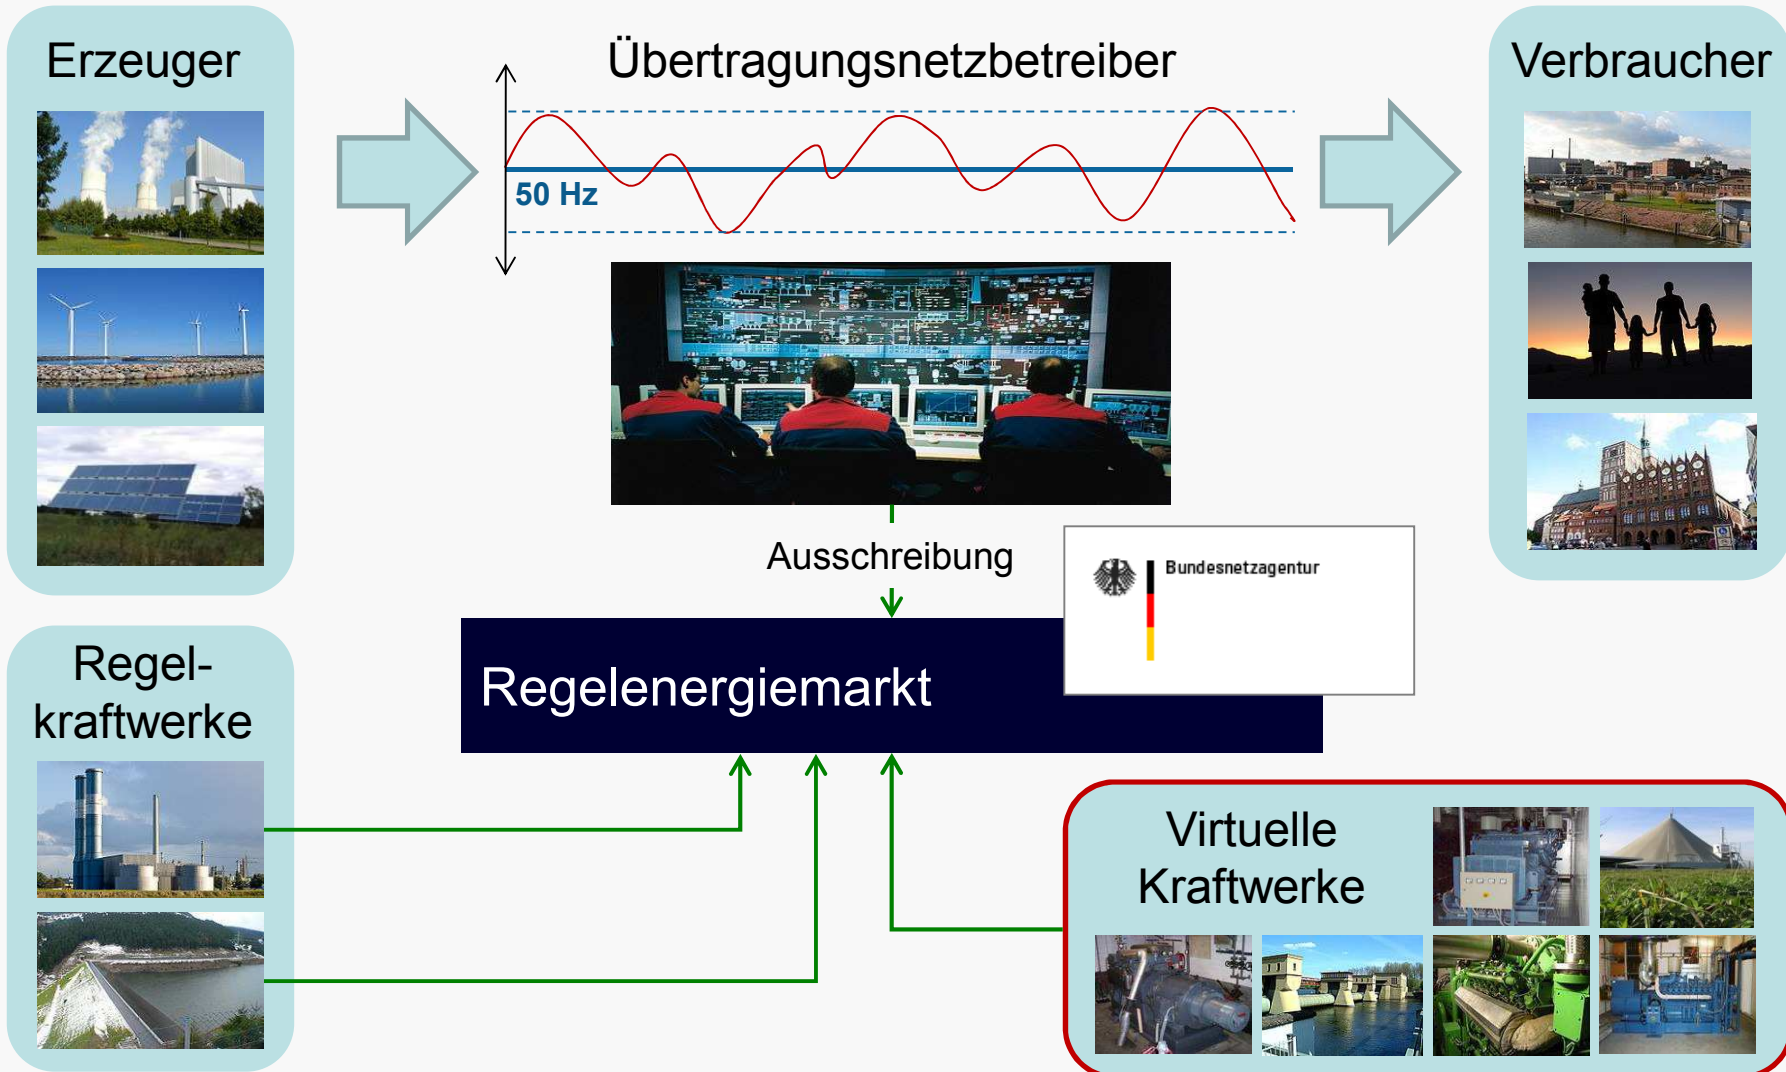 Erzeuger
Übertragungsnetzbetreiber
Verbraucher
50 Hz
Ausschreibung
Bundesnetzagentur
Regelenergiemarkt
Regel-
kraftwerke
Virtuelle
Kraftwerke